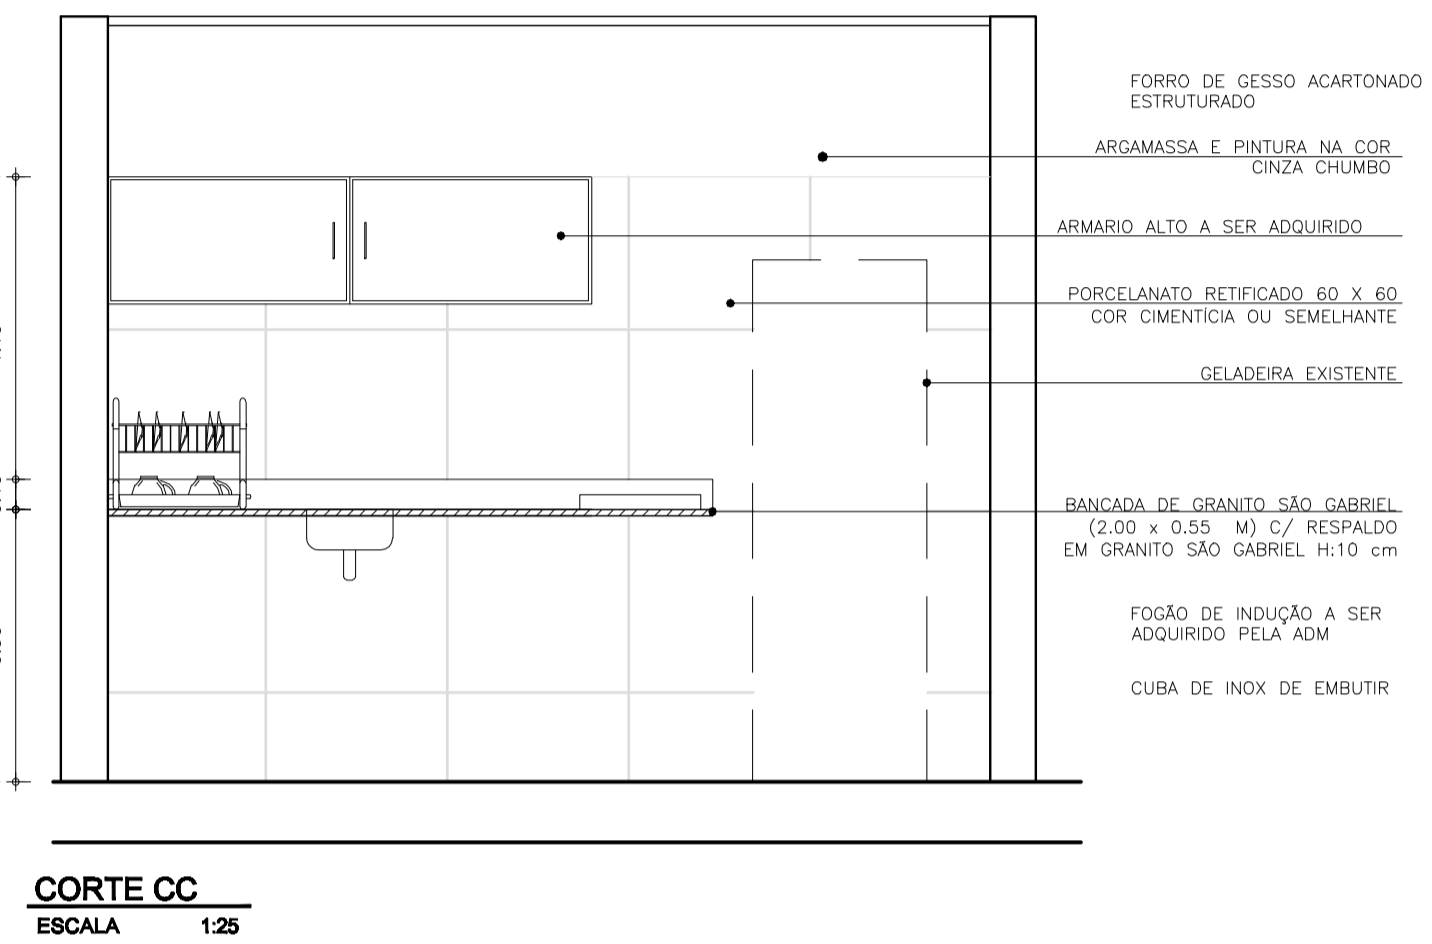 FORRO DE GESSO ACARTONADO
ESTRUTURADO
ARGAMASSA E PINTURA NA COR
CINZA CHUMBO
ARMARIO ALTO A SER ADQUIRIDO
PORCELANATO RETIFICADO 60 X 60
COR CIMENTÍCIA OU SEMELHANTE
GELADEIRA EXISTENTE
BANCADA DE GRANITO SÃO GABRIEL
(2.00 x 0.55 M) C/ RESPALDO
EM GRANITO SÃO GABRIEL H:10 cm
FOGÃO DE INDUÇÃO A SER
ADQUIRIDO PELA ADM
CUBA DE INOX DE EMBUTIR
CORTE CC
ESCALA 1:25